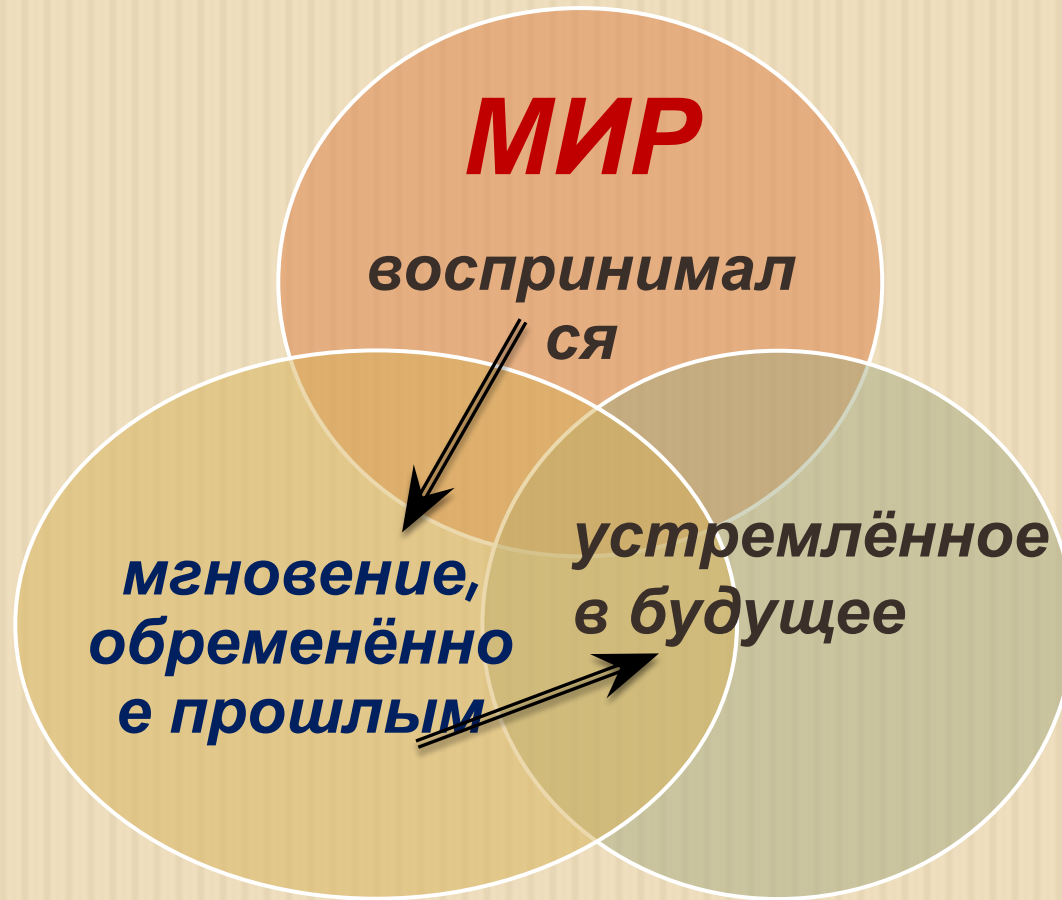 МИР
воспринимал
ся
мгновение,
обременённо
е прошлым
устремлённое
в будущее